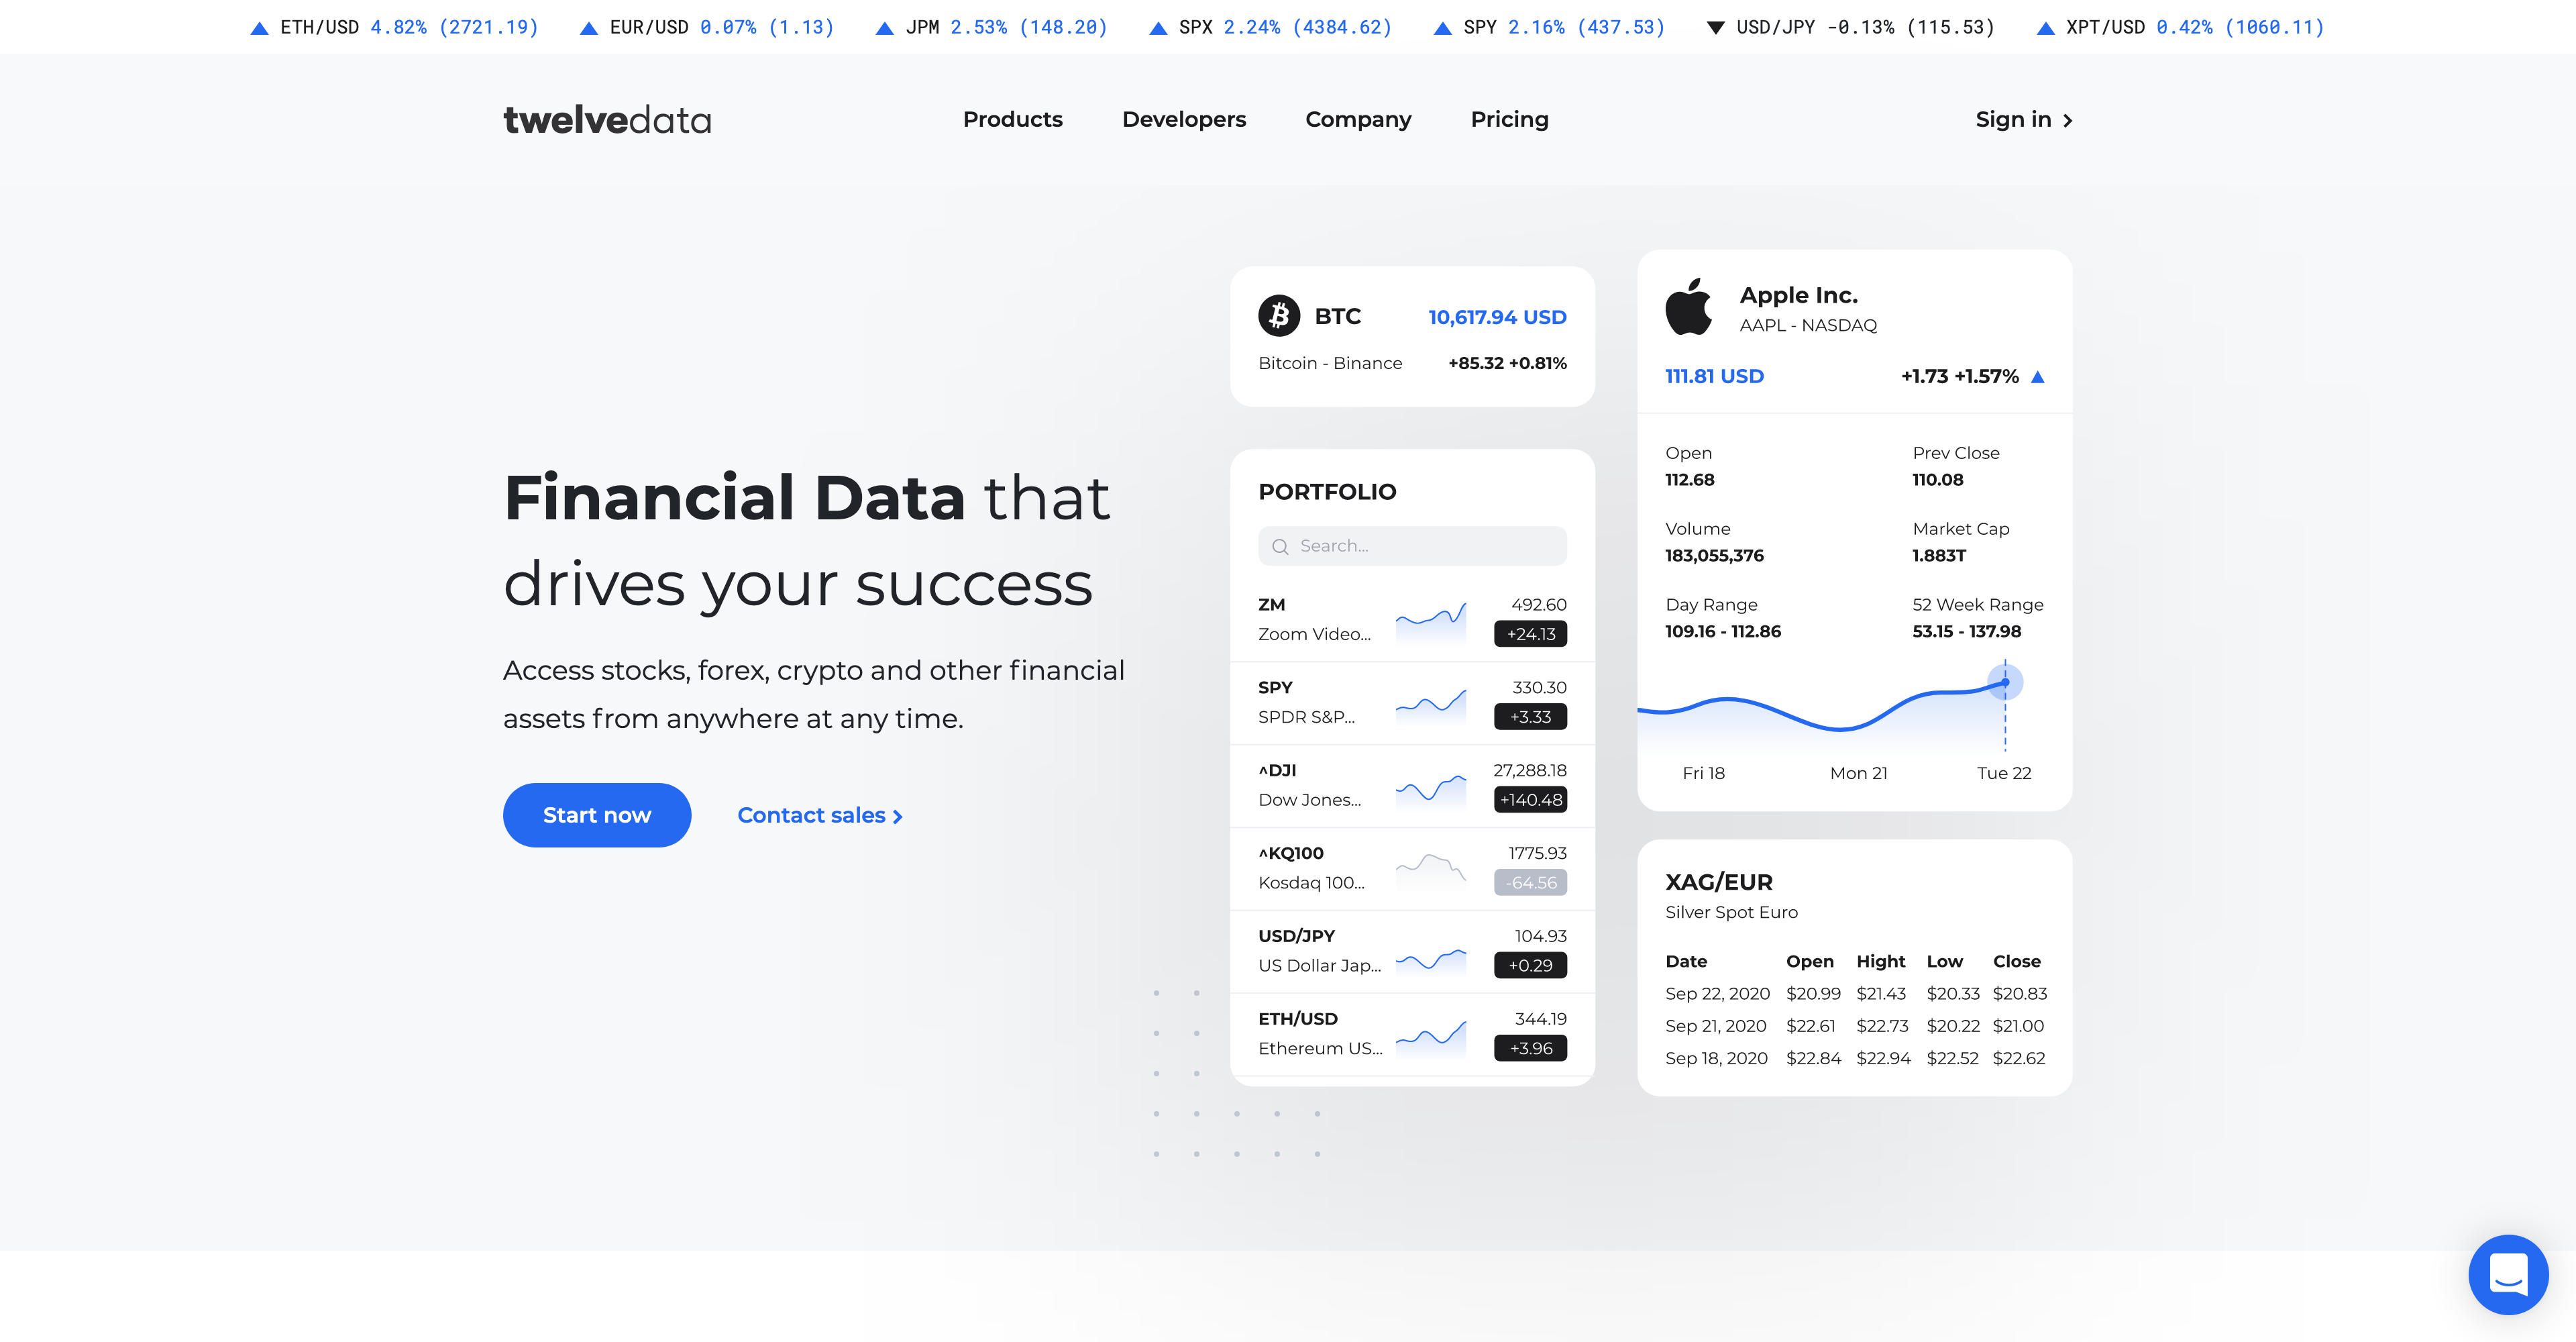 ▲ ETH/USD 4.82% (2721.19) ▲ EUR/USD 0.07% (1.13) ▲ JPM 2.53% (148.20) ▲ SPX 2.24% (4384.62) ▲ SPY 2.16% (437.53) ▼ USD/JPY -0.13% (115.53) ▲ XPT/USD 0.42% (1060.11)
twelvedata
Products Developers Company Pricing
Sign in >
Financial Data that
drives your success
Access stocks, forex, crypto and other financial
assets from anywhere at any time.
Start now
Contact sales >
BTC 10,617.94 USD
Bitcoin - Binance +85.32 +0.81%
PORTFOLIO
Search...
ZM 492.60
Zoom Video... +24.13
SPY 330.30
SPDR S&P... +3.33
^DJI 27,288.18
Dow Jones... +140.48
^KQ100 1775.93
Kosdaq 100... -64.56
USD/JPY 104.93
US Dollar Jap... +0.29
ETH/USD 344.19
Ethereum US... +3.96
Apple Inc.
AAPL - NASDAQ
111.81 USD +1.73 +1.57% ▲
Open Prev Close
112.68 110.08
Volume Market Cap
183,055,376 1.883T
Day Range 52 Week Range
109.16 - 112.86 53.15 - 137.98
Fri 18 Mon 21 Tue 22
XAG/EUR
Silver Spot Euro
Date Open Hight Low Close
Sep 22, 2020 $20.99 $21.43 $20.33 $20.83
Sep 21, 2020 $22.61 $22.73 $20.22 $21.00
Sep 18, 2020 $22.84 $22.94 $22.52 $22.62